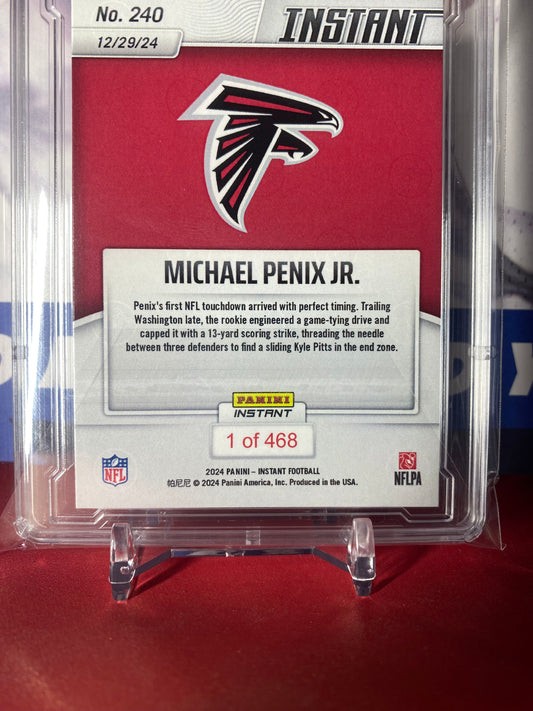 No. 240
INSTANT
12/29/24
MICHAEL PENIX JR.
Penix's first NFL touchdown arrived with perfect timing. Trailing
Washington late, the rookie engineered a game-tying drive and
capped it with a 13-yard scoring strike, threading the needle
between three defenders to find a sliding Kyle Pitts in the end zone.
PANINI
INSTANT
1 of 468
NFL
2024 PANINI – INSTANT FOOTBALL
帕尼尼 © 2024 Panini America, Inc. Produced in the USA.
NFLPA